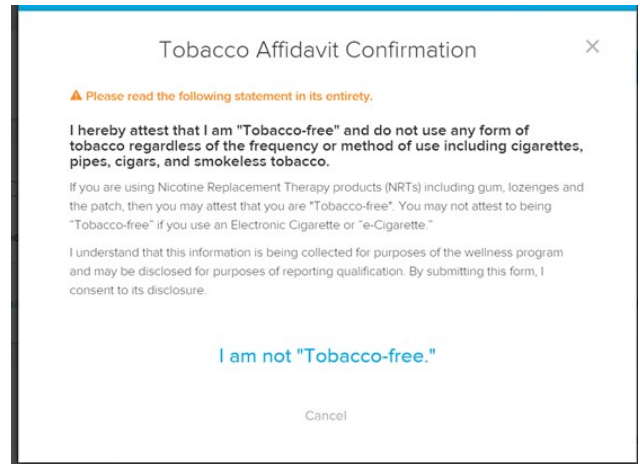 Tobacco Affidavit Confirmation
Please read the following statement in its entirety.
I hereby attest that I am "Tobacco-free" and do not use any form of
tobacco regardless of the frequency or method of use including cigarettes,
pipes, cigars, and smokeless tobacco.
If you are using Nicotine Replacement Therapy products (NRTs) including gum, lozenges and
the patch, then you may attest that you are "Tobacco-free". You may not attest to being
"Tobacco-free" if you use an Electronic Cigarette or "e-Cigarette."
I understand that this information is being collected for purposes of the wellness program
and may be disclosed for purposes of reporting qualification. By submitting this form, I
consent to its disclosure.
I am not "Tobacco-free."
Cancel